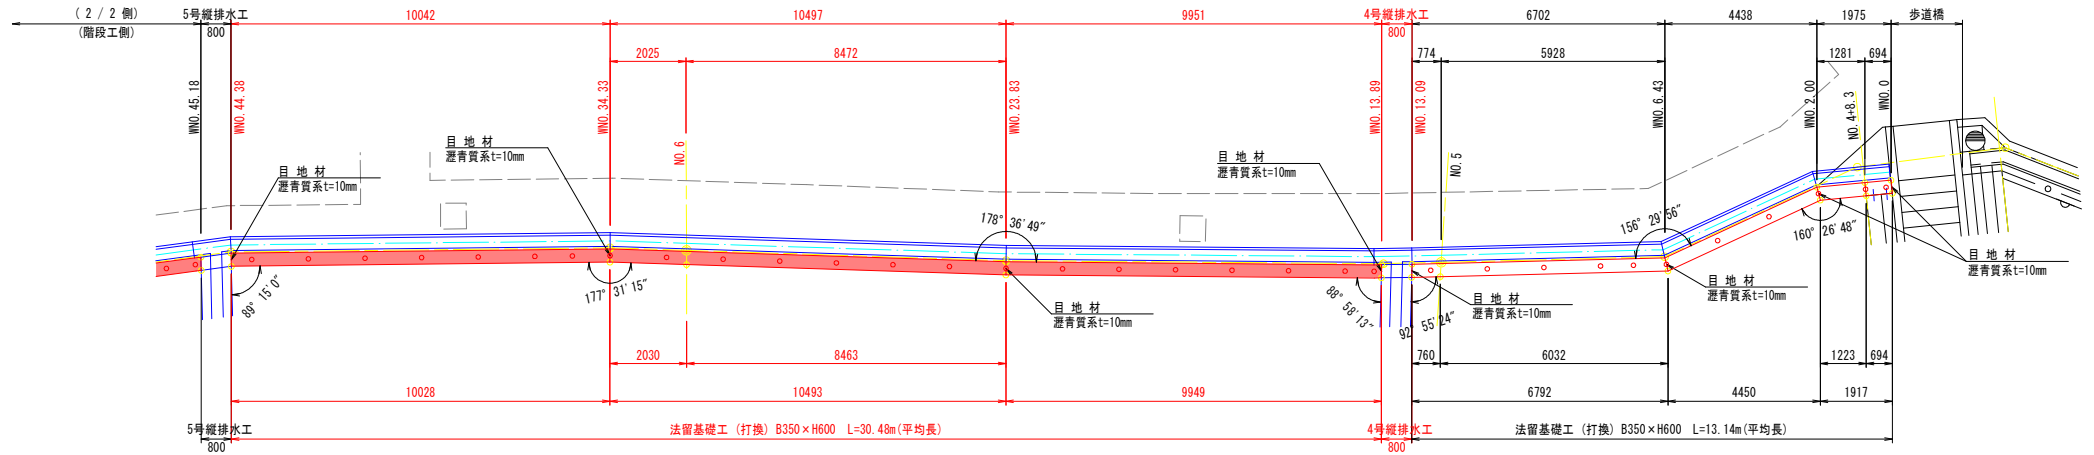 ( 2 / 2 側)
(階段工側)
5号縦排水工
800
10042
10497
9951
4号縦排水工
800
6702
4438
1975
歩道橋
2025
8472
774
5928
1281
694
WNO.45.18
WNO.44.38
WNO.34.33
NO.6
WNO.23.83
WNO.13.89
WNO.13.09
NO.5
WNO.6.43
WNO.2.00
NO.4+8.3
WNO.0
目 地 材
瀝青質系t=10mm
目 地 材
瀝青質系t=10mm
目 地 材
瀝青質系t=10mm
178° 36′49″
156° 29′56″
160° 26′48″
目 地 材
瀝青質系t=10mm
89° 15′0″
177° 31′15″
目 地 材
瀝青質系t=10mm
88° 58′13″
92° 55′24″
目 地 材
瀝青質系t=10mm
目 地 材
瀝青質系t=10mm
2030
8463
760
6032
1223
694
10028
10493
9949
6792
4450
1917
5号縦排水工
800
法留基礎工 (打換) B350×H600 L=30.48m(平均長)
4号縦排水工
800
法留基礎工 (打換) B350×H600 L=13.14m(平均長)